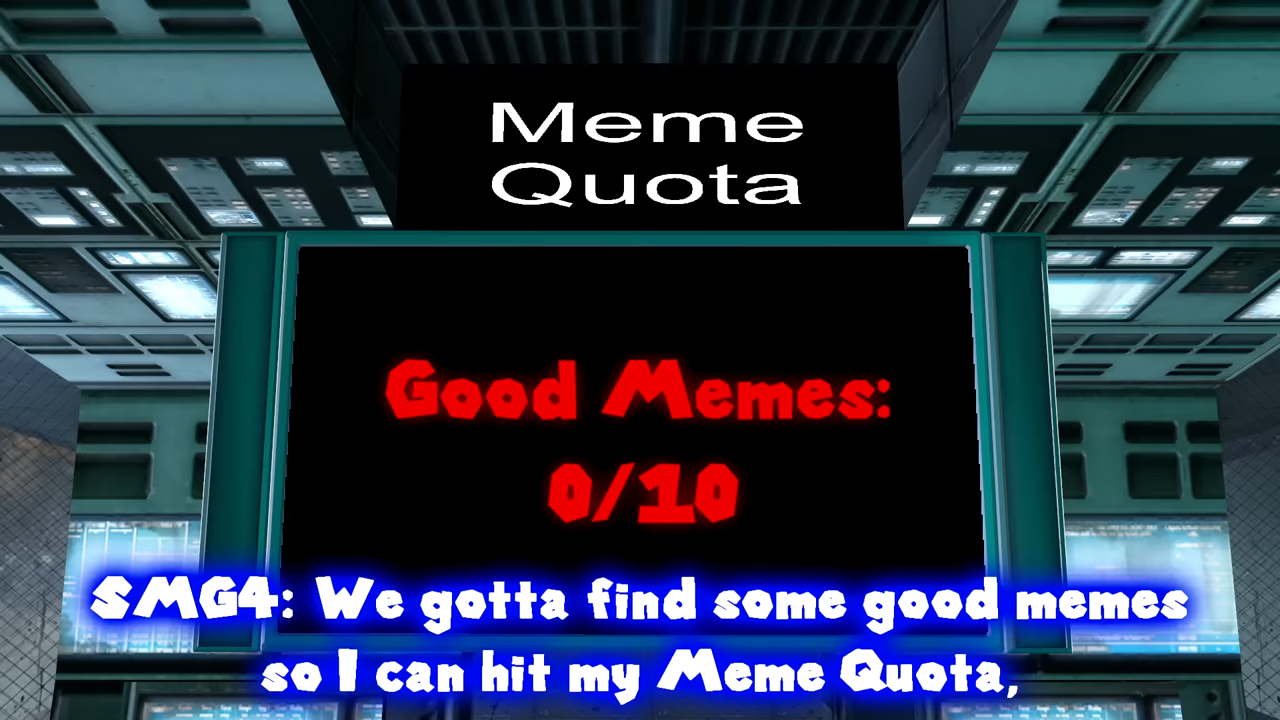 Meme
Quota
Good Memes:
0/10
SMG4: We gotta find some good memes
so I can hit my Meme Quota,